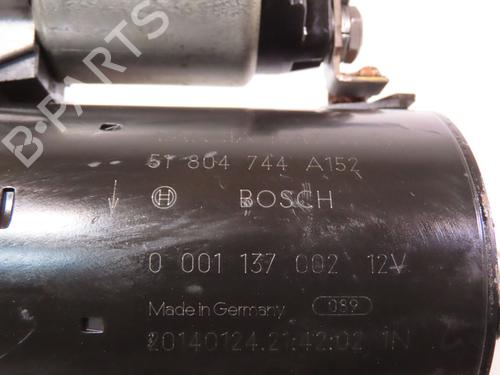 B-PARTS
51 804 744 A152
BOSCH
0 001 137 002 12V
Made in Germany 089
20140124.21:42:02 1N